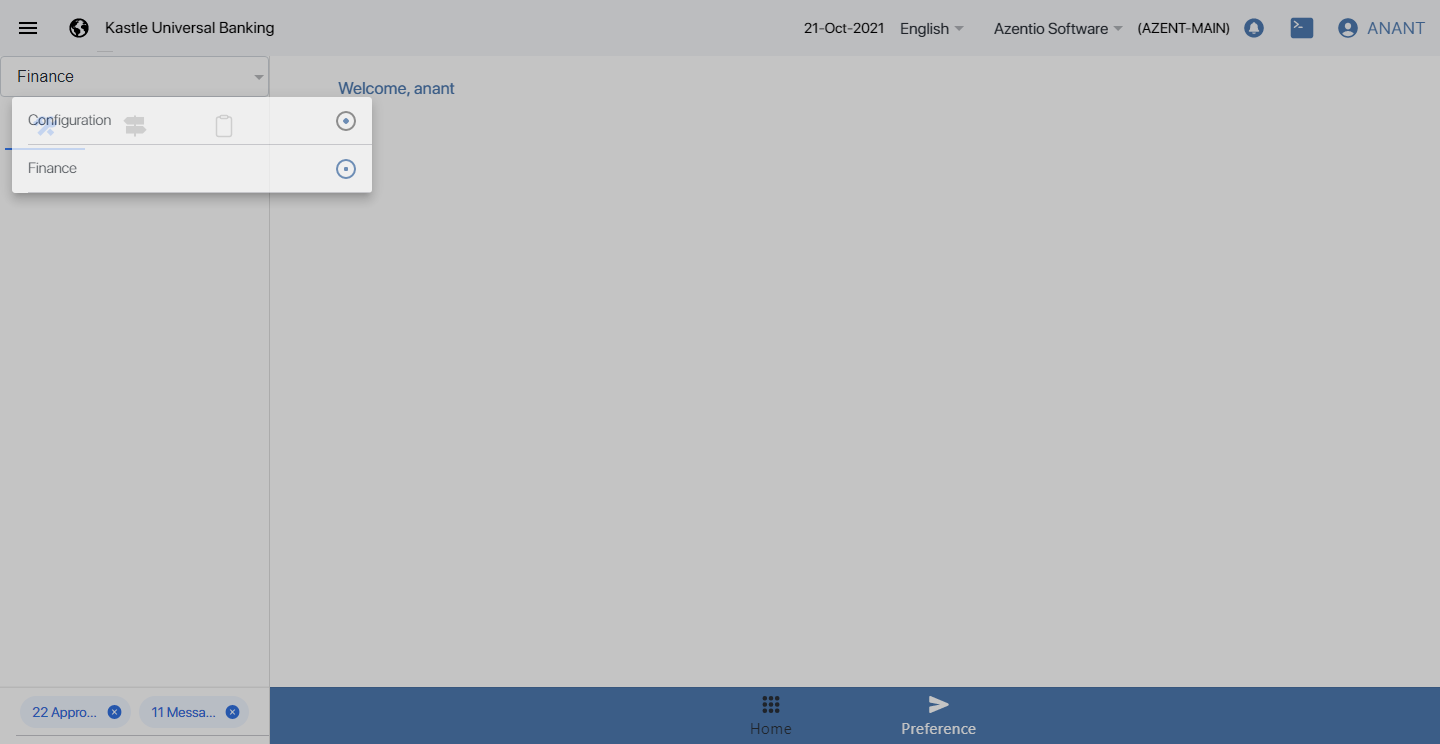 Kastle Universal Banking
21-Oct-2021 English Azentio Software (AZENT-MAIN) ANANT
Finance
Welcome, anant
Configuration
Finance
22 Appro... 11 Messa...
Home
Preference